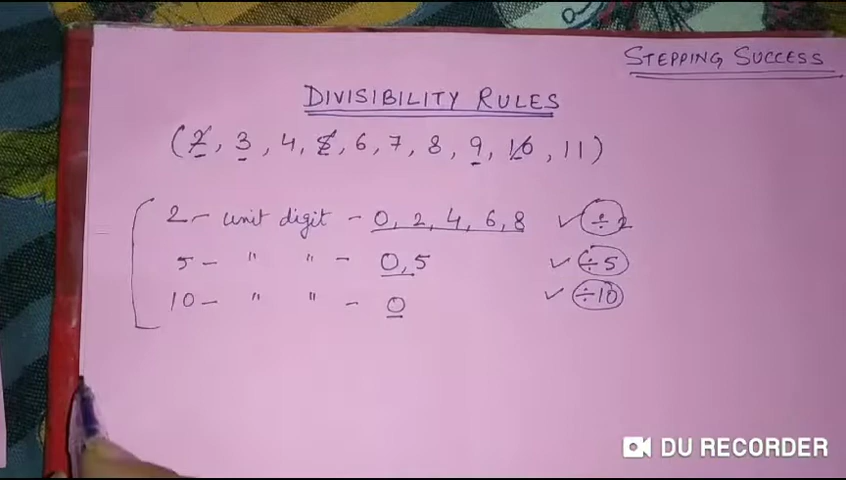 STEPPING SUCCESS
DIVISIBILITY RULES
(2, 3, 4, 5, 6, 7, 8, 9, 10, 11)
2 - unit digit - 0, 2, 4, 6, 8 ✓ ÷2
5 - " " - 0, 5 ✓ ÷5
10 - " " - 0 ✓ ÷10
DU RECORDER